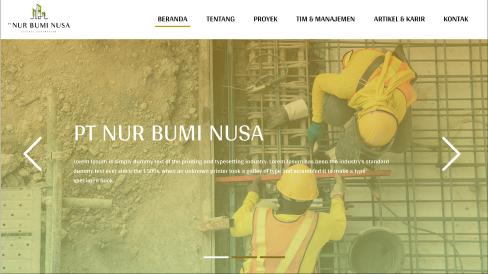 PT NUR BUMI NUSA
BERANDA TENTANG PROYEK TIM & MANAJEMEN ARTIKEL & KARIR KONTAK
PT NUR BUMI NUSA
Lorem Ipsum is simply dummy text of the printing and typesetting industry. Lorem Ipsum has been the industry's standard
dummy text ever since the 1500s, when an unknown printer took a galley of type and scrambled it to make a type
specimen book.